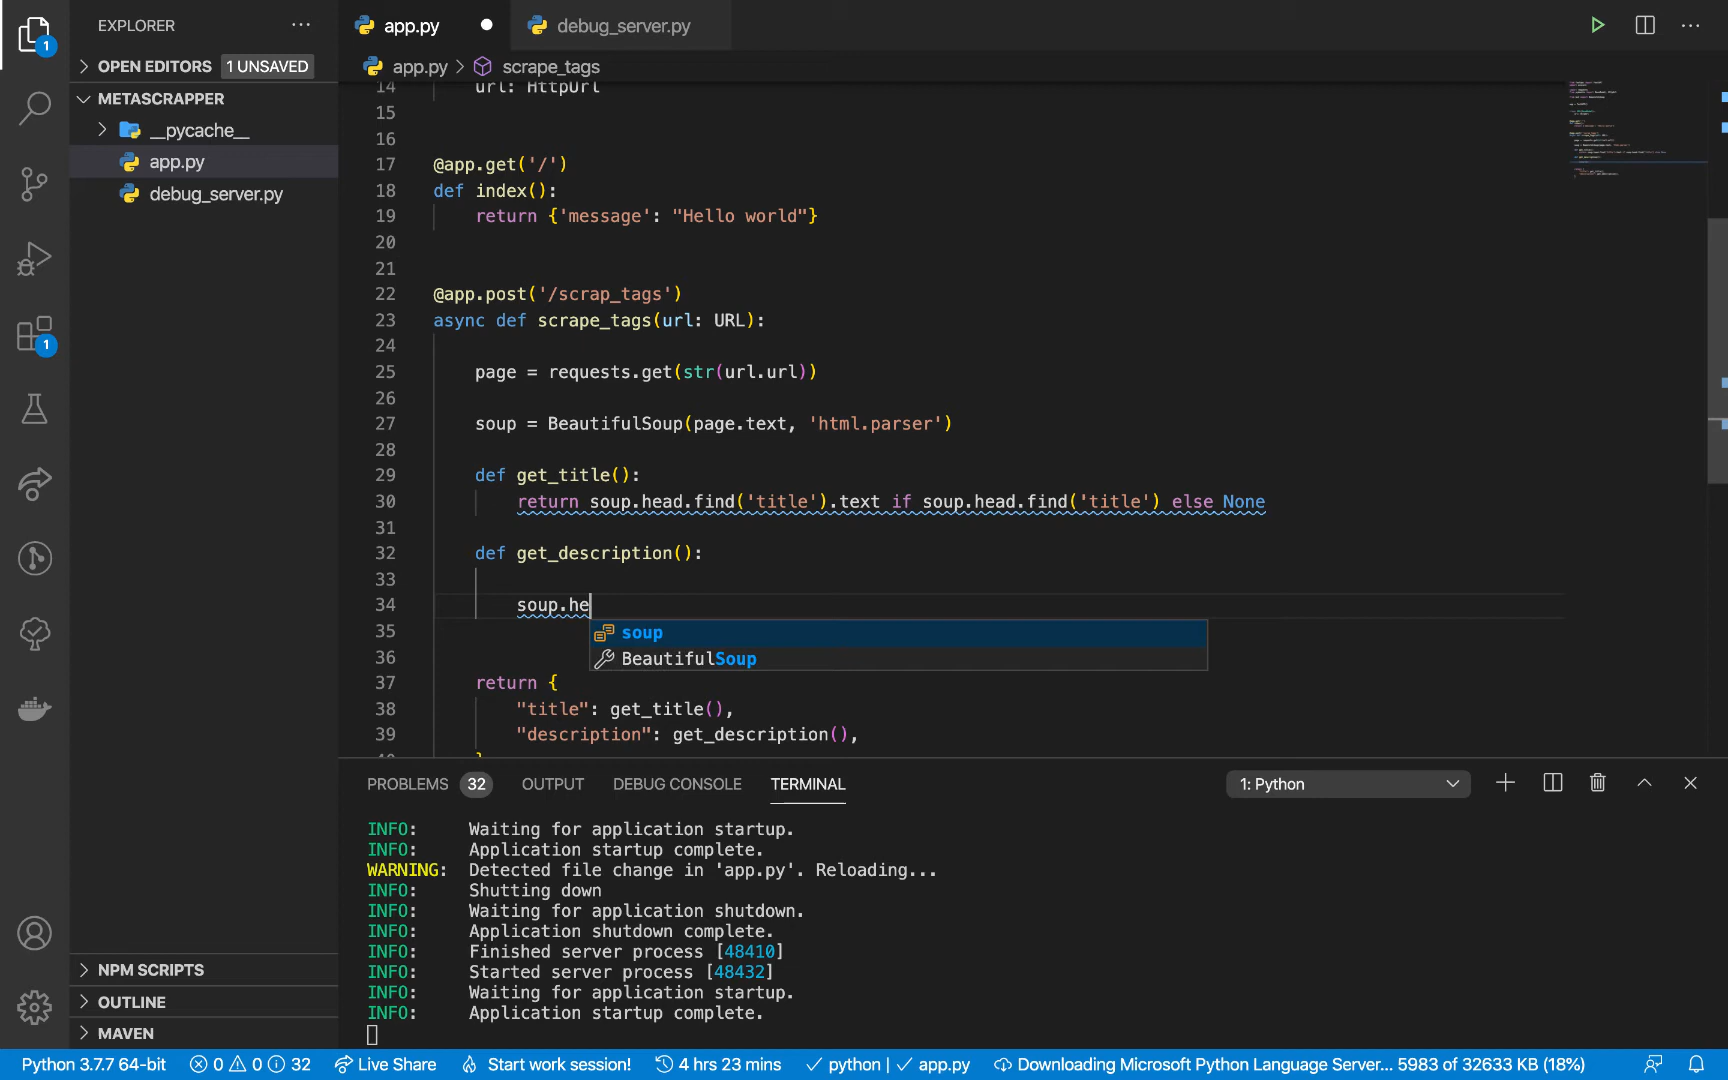 EXPLORER
app.py
debug_server.py
OPEN EDITORS 1 UNSAVED
app.py > scrape_tags
METASCRAPPER
__pycache__
app.py
debug_server.py
1
1
14 url: HttpUrl
15
16
17 @app.get('/')
18 def index():
19 return {'message': "Hello world"}
20
21
22 @app.post('/scrap_tags')
23 async def scrape_tags(url: URL):
24
25 page = requests.get(str(url.url))
26
27 soup = BeautifulSoup(page.text, 'html.parser')
28
29 def get_title():
30 return soup.head.find('title').text if soup.head.find('title') else None
31
32 def get_description():
33
34 soup.he
soup
BeautifulSoup
35
36
37 return {
38 "title": get_title(),
39 "description": get_description(),
40 }
PROBLEMS 32 OUTPUT DEBUG CONSOLE TERMINAL 1: Python
INFO: Waiting for application startup.
INFO: Application startup complete.
WARNING: Detected file change in 'app.py'. Reloading...
INFO: Shutting down
INFO: Waiting for application shutdown.
INFO: Application shutdown complete.
INFO: Finished server process [48410]
INFO: Started server process [48432]
INFO: Waiting for application startup.
INFO: Application startup complete.
NPM SCRIPTS
OUTLINE
MAVEN
Python 3.7.7 64-bit 0 0 32 Live Share Start work session! 4 hrs 23 mins python | app.py Downloading Microsoft Python Language Server... 5983 of 32633 KB (18%)